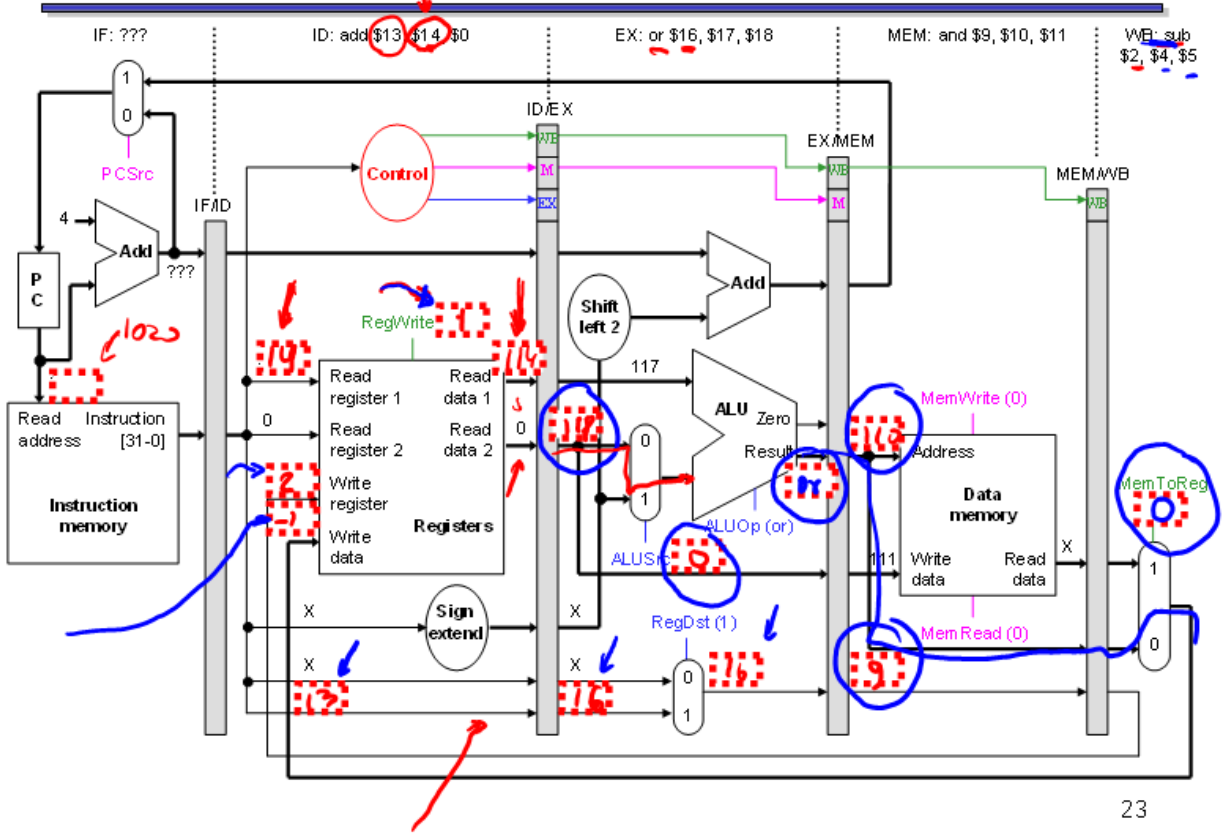 IF: ???
ID: add $13, $14, $0
EX: or $16, $17, $18
MEM: and $9, $10, $11
WB: sub
$2, $4, $5
1
0
PCSrc
ID/EX
WB
M
EX
Control
EX/MEM
WB
M
MEM/WB
WB
IF/ID
4
Add
???
P
C
Add
Shift
left 2
1020
RegWrite
1
14
114
117
Read
address
Instruction
[31-0]
Instruction
memory
Read
register 1
Read
data 1
0
Read
register 2
Read
data 2
0
2
Write
register
-1
Write
data
Registers
118
0
1
ALUSrc
0
ALU
Zero
Result
ALUOp (or)
110
MemWrite (0)
Address
Data
memory
111
Write
data
Read
data
X
MemRead (0)
MemToReg
0
1
0
X
Sign
extend
X
RegDst (1)
X
X
13
16
0
1
16
9
23